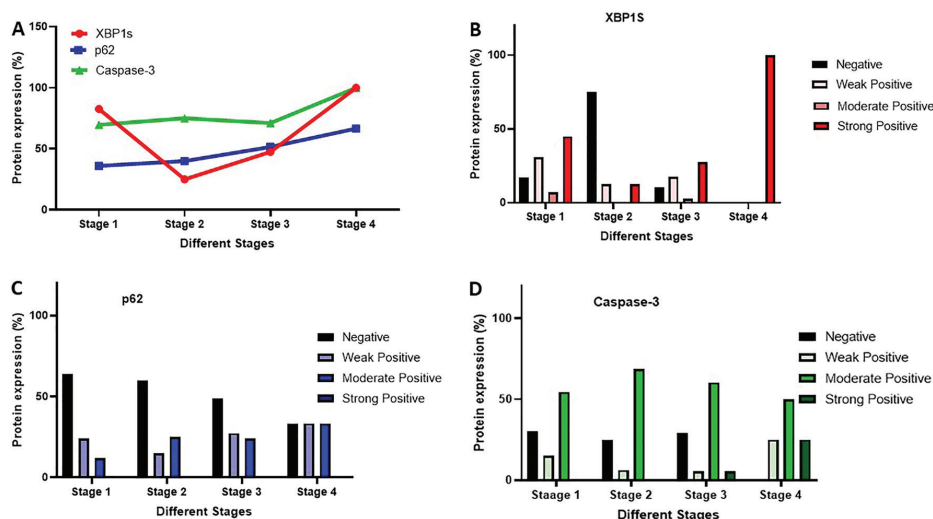 A
XBP1s
p62
Caspase-3
Protein expression (%)
150
100
50
0
Stage 1 Stage 2 Stage 3 Stage 4
Different Stages
B
XBP1S
Protein expression (%)
100
50
0
Negative
Weak Positive
Moderate Positive
Strong Positive
Stage 1 Stage 2 Stage 3 Stage 4
Different Stages
C
p62
Protein expression (%)
100
50
0
Negative
Weak Positive
Moderate Positive
Strong Positive
Stage 1 Stage 2 Stage 3 Stage 4
Different Stages
D
Caspase-3
Protein expression (%)
100
50
0
Negative
Weak Positive
Moderate Positive
Strong Positive
Staage 1 Stage 2 Stage 3 Stage 4
Different Stages